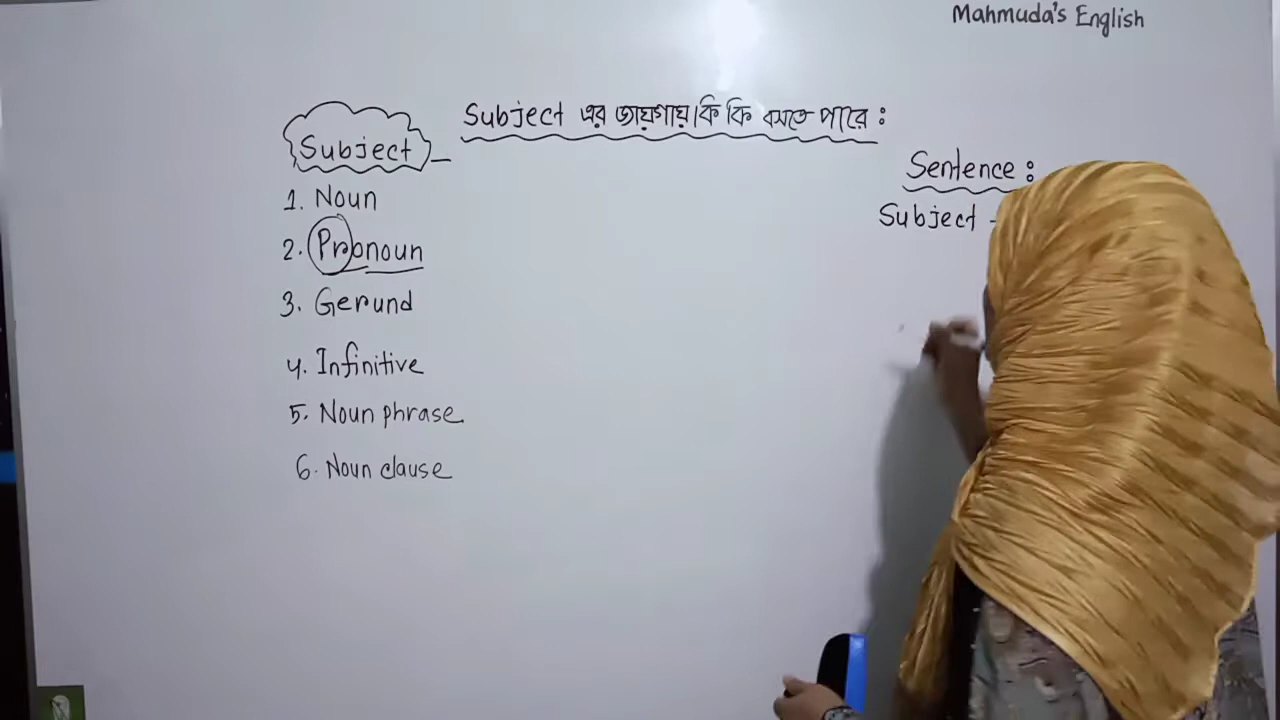 Mahmuda's English
Subject এর জায়গায় কি কি বসতে পারে :
Subject
1. Noun
2. Pronoun
3. Gerund
4. Infinitive
5. Noun phrase
6. Noun clause
Sentence :
Subject -